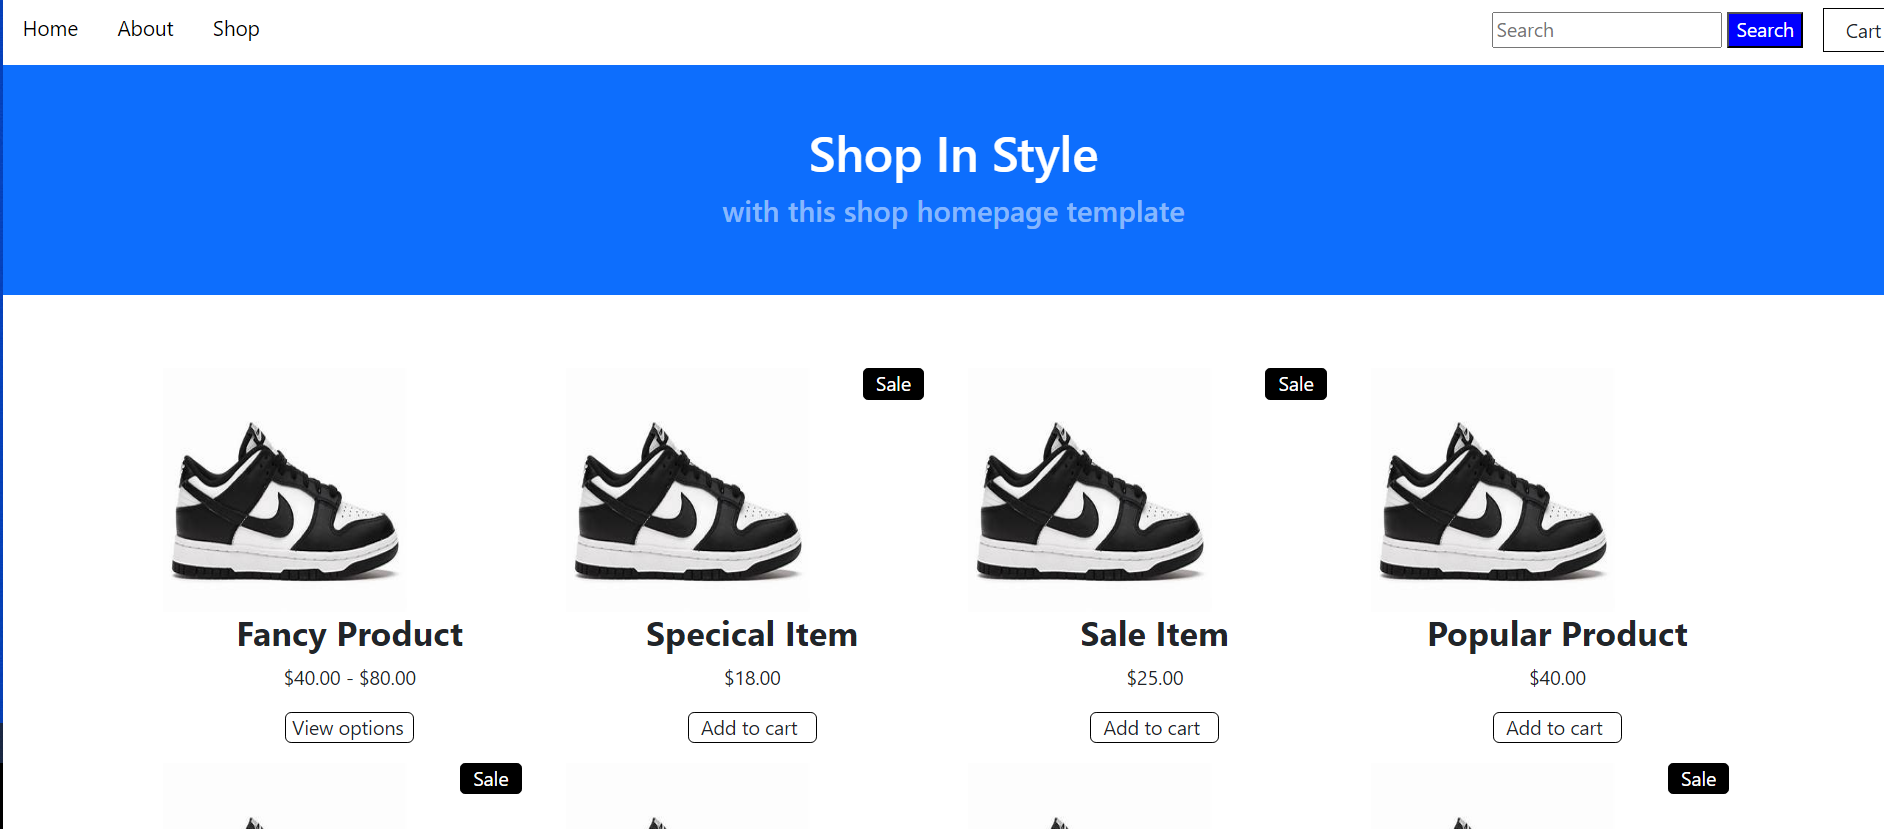 Home About Shop Search Search Cart
Shop In Style
with this shop homepage template
Sale Sale
Fancy Product Specical Item Sale Item Popular Product
$40.00 - $80.00 $18.00 $25.00 $40.00
View options Add to cart Add to cart Add to cart
Sale Sale